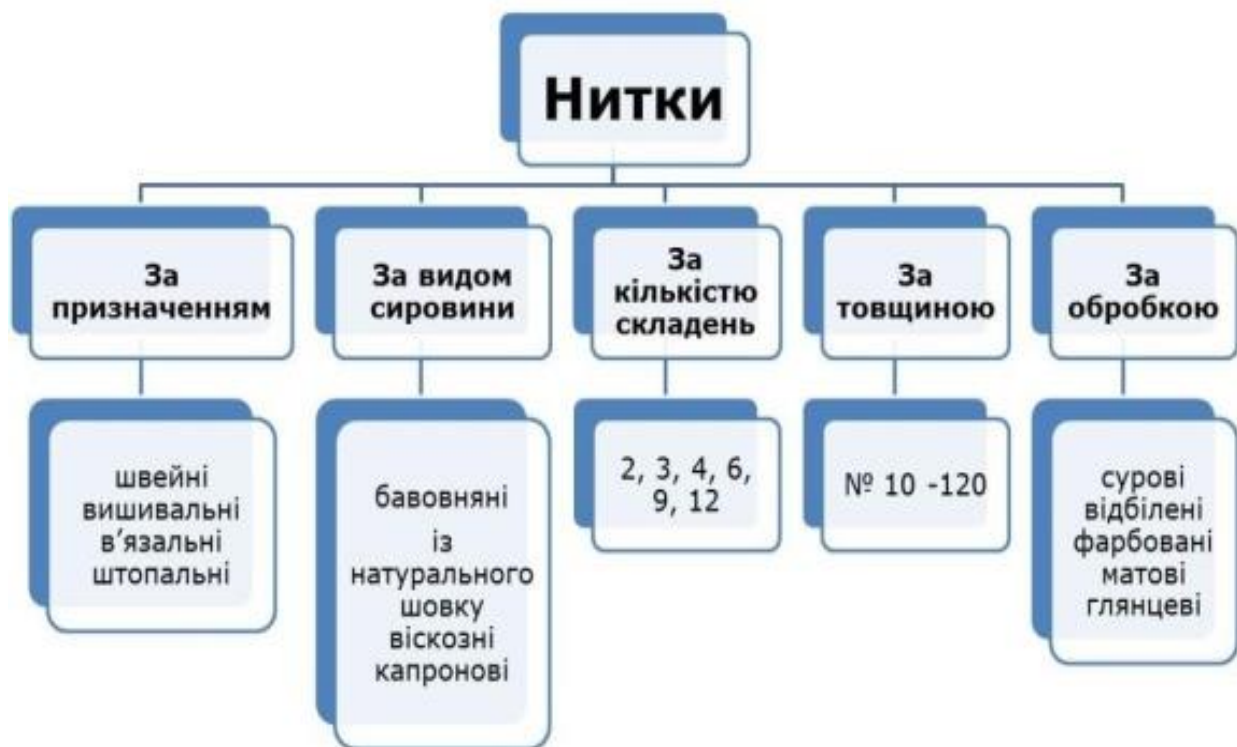 Нитки
За
призначенням
За видом
сировини
За
кількістю
складень
За
товщиною
За
обробкою
швейні
вишивальні
в’язальні
штопальні
бавовняні
із
натурального
шовку
віскозні
капронові
2, 3, 4, 6,
9, 12
№ 10 -120
сурові
відбілені
фарбовані
матові
глянцеві